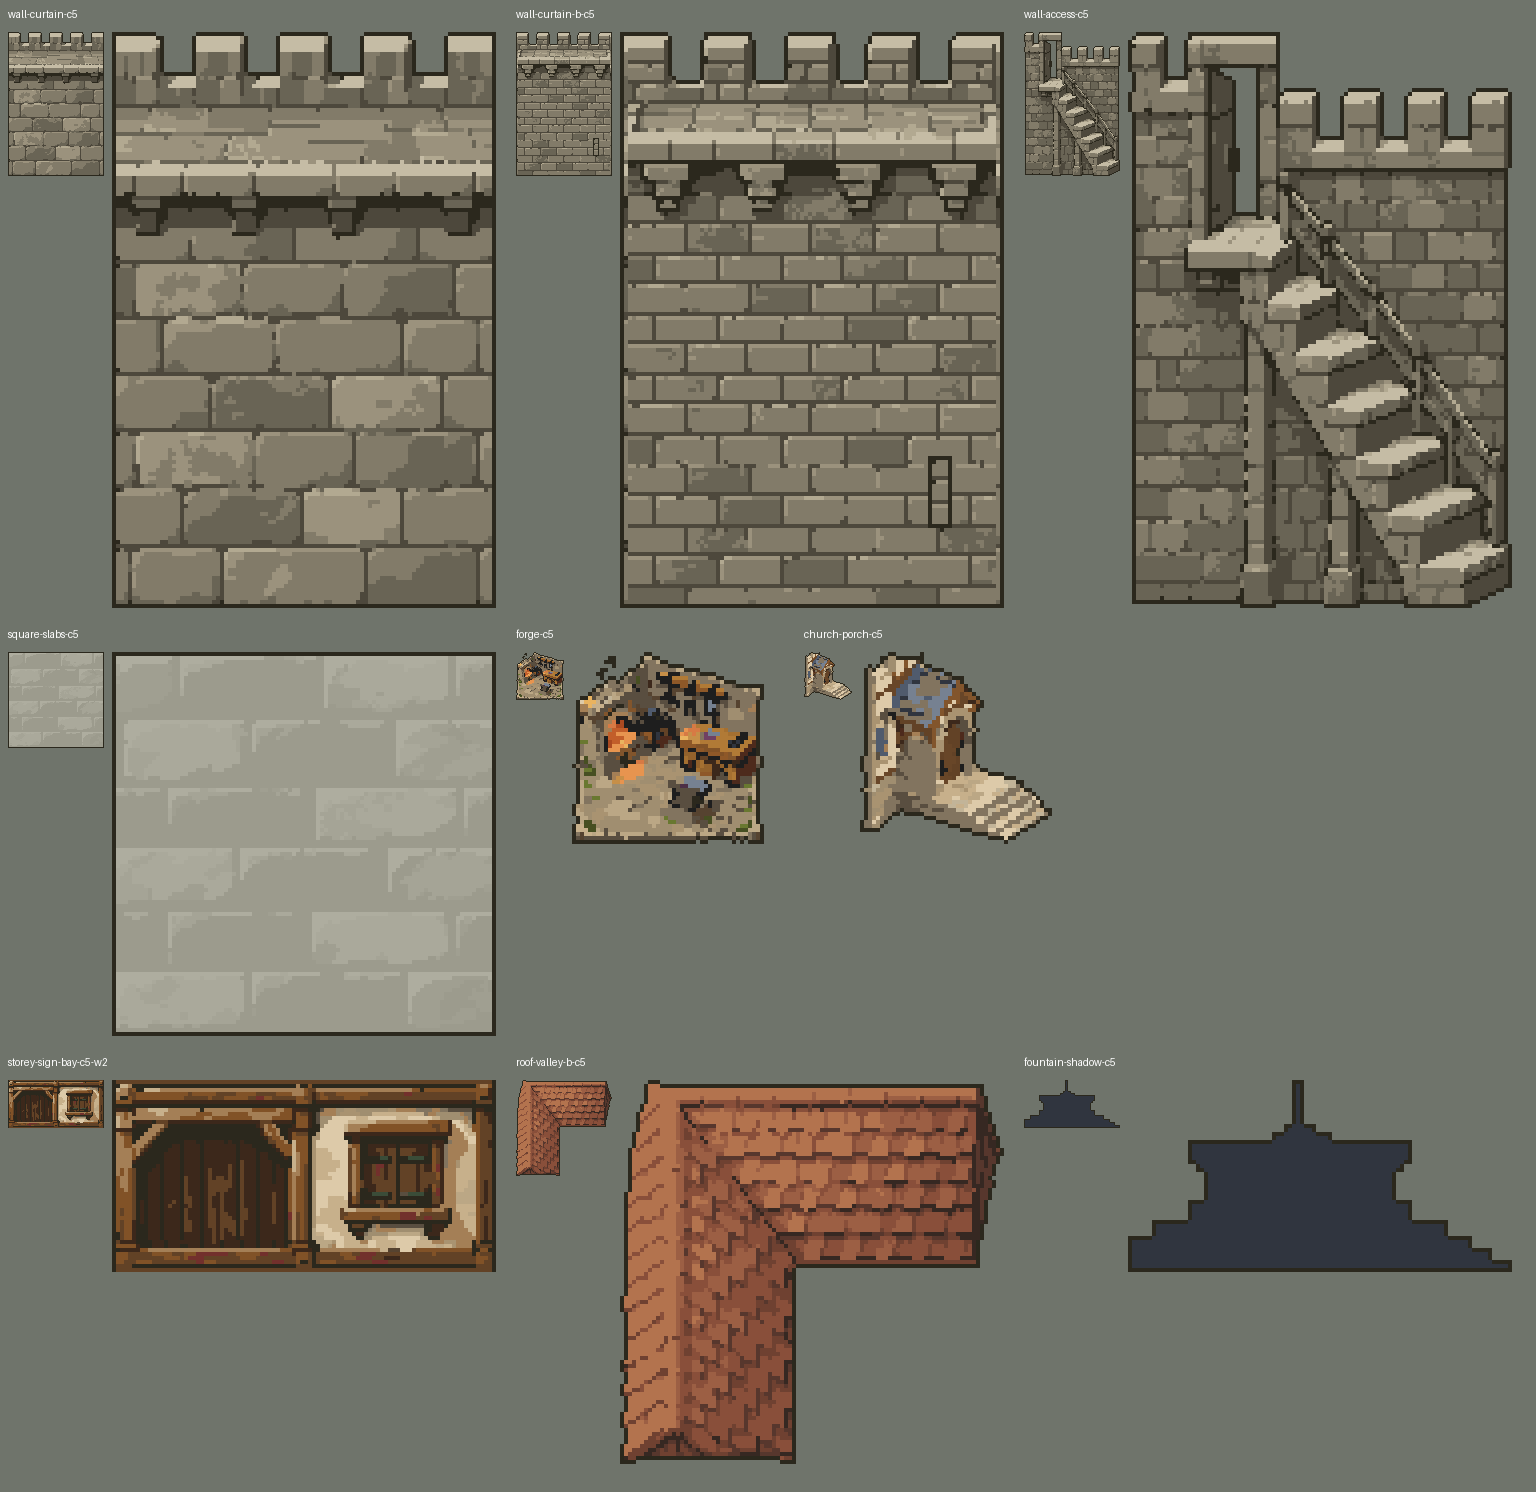 wall-curtain-c5
wall-curtain-b-c5
wall-access-c5
square-slabs-c5
forge-c5
church-porch-c5
storey-sign-bay-c5-w2
roof-valley-b-c5
fountain-shadow-c5